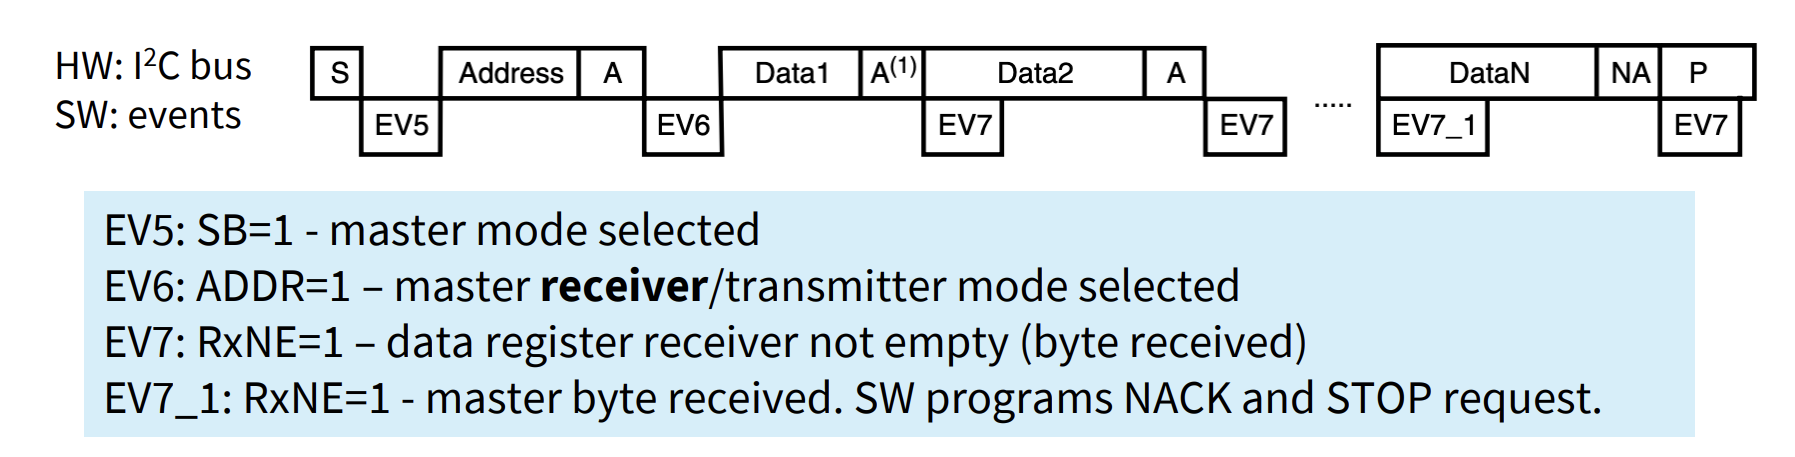 HW: I²C bus
S Address A Data1 A(1) Data2 A DataN NA P
SW: events
EV5 EV6 EV7 EV7 ..... EV7_1 EV7
EV5: SB=1 - master mode selected
EV6: ADDR=1 – master receiver/transmitter mode selected
EV7: RxNE=1 – data register receiver not empty (byte received)
EV7_1: RxNE=1 - master byte received. SW programs NACK and STOP request.